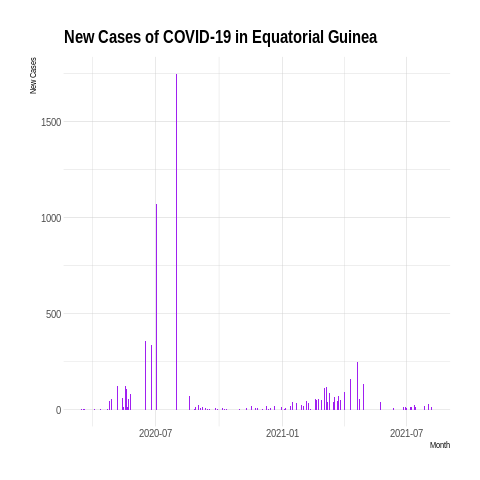 New Cases of COVID-19 in Equatorial Guinea
New Cases
1500
1000
500
0
2020-07 2021-01 2021-07
Month